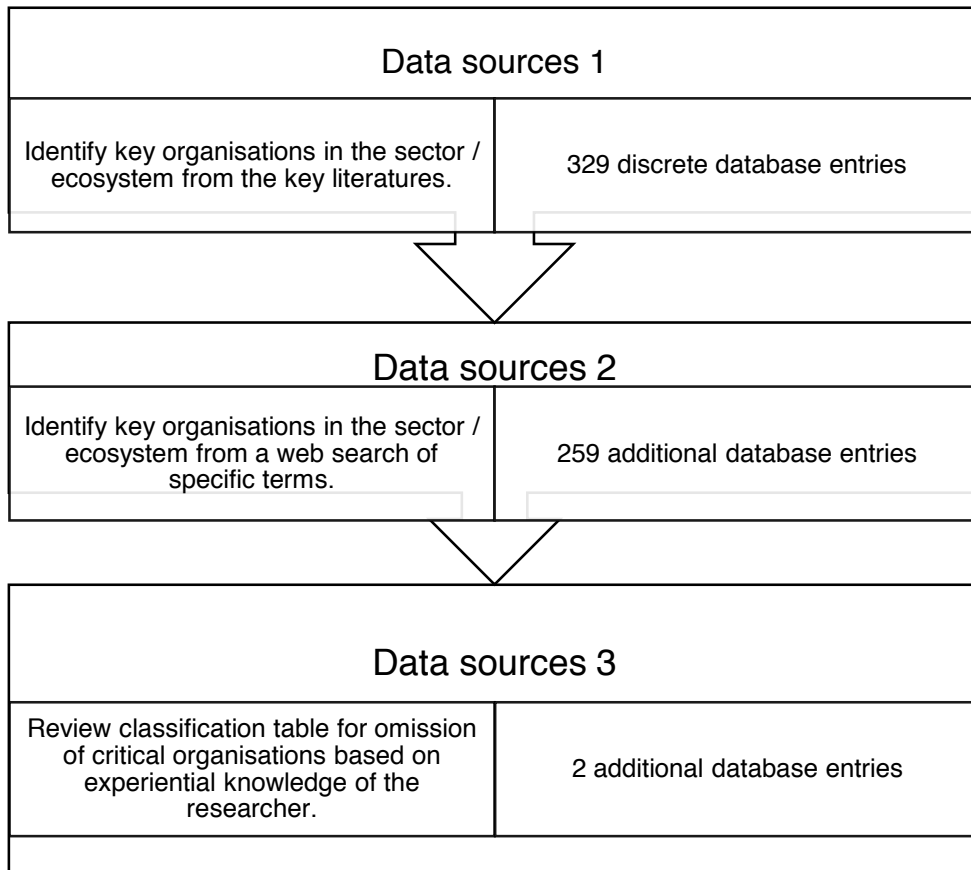 Data sources 1
Identify key organisations in the sector /
ecosystem from the key literatures.
329 discrete database entries
Data sources 2
Identify key organisations in the sector /
ecosystem from a web search of
specific terms.
259 additional database entries
Data sources 3
Review classification table for omission
of critical organisations based on
experiential knowledge of the
researcher.
2 additional database entries